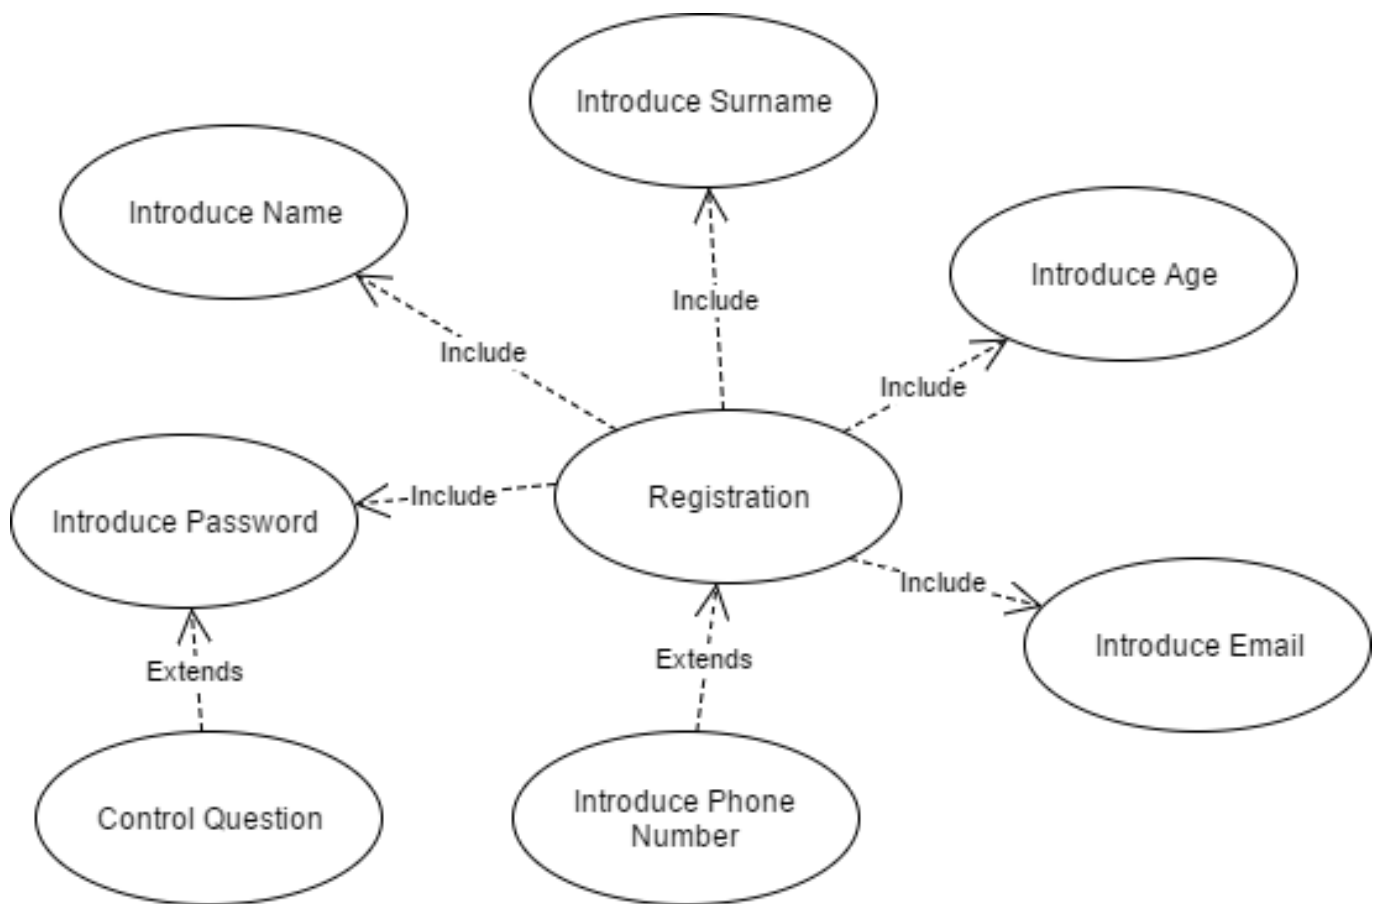 Introduce Surname
Introduce Name
Introduce Age
Include
Include
Include
Registration
Include
Introduce Password
Include
Introduce Email
Extends
Extends
Control Question
Introduce Phone
Number